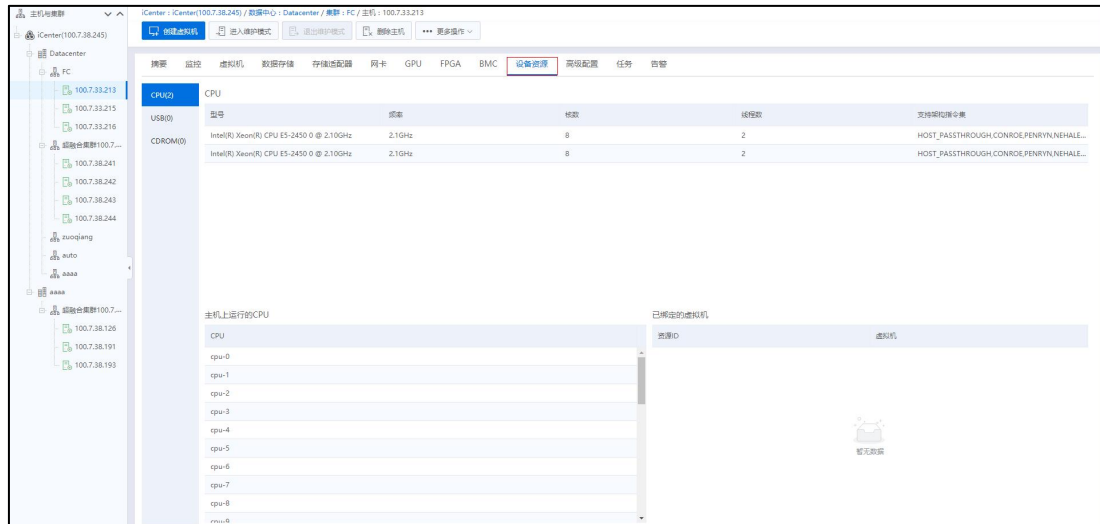 主机与集群
iCenter(100.7.38.245)
Datacenter
FC
100.7.33.213
100.7.33.215
100.7.33.216
超融合集群100.7....
100.7.38.241
100.7.38.242
100.7.38.243
100.7.38.244
zuoqiang
auto
aaaa
aaaa
超融合集群100.7....
100.7.38.126
100.7.38.191
100.7.38.193
iCenter : iCenter(100.7.38.245) / 数据中心 : Datacenter / 集群 : FC / 主机 : 100.7.33.213
创建虚拟机 进入维护模式 退出维护模式 删除主机 ••• 更多操作
摘要 监控 虚拟机 数据存储 存储适配器 网卡 GPU FPGA BMC 设备资源 高级配置 任务 告警
CPU(2)
USB(0)
CDROM(0)
CPU
型号 频率 核数 线程数 支持架构指令集
Intel(R) Xeon(R) CPU E5-2450 0 @ 2.10GHz 2.1GHz 8 2 HOST_PASSTHROUGH,CONROE,PENRYN,NEHALE...
Intel(R) Xeon(R) CPU E5-2450 0 @ 2.10GHz 2.1GHz 8 2 HOST_PASSTHROUGH,CONROE,PENRYN,NEHALE...
主机上运行的CPU
CPU
cpu-0
cpu-1
cpu-2
cpu-3
cpu-4
cpu-5
cpu-6
cpu-7
cpu-8
cpu-9
已绑定的虚拟机
资源ID 虚拟机
暂无数据